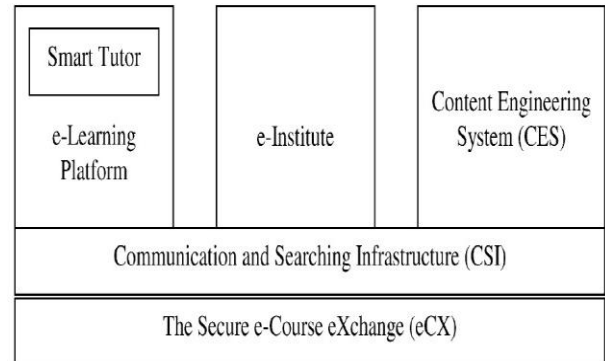 Smart Tutor
e-Learning
Platform
e-Institute
Content Engineering
System (CES)
Communication and Searching Infrastructure (CSI)
The Secure e-Course eXchange (eCX)